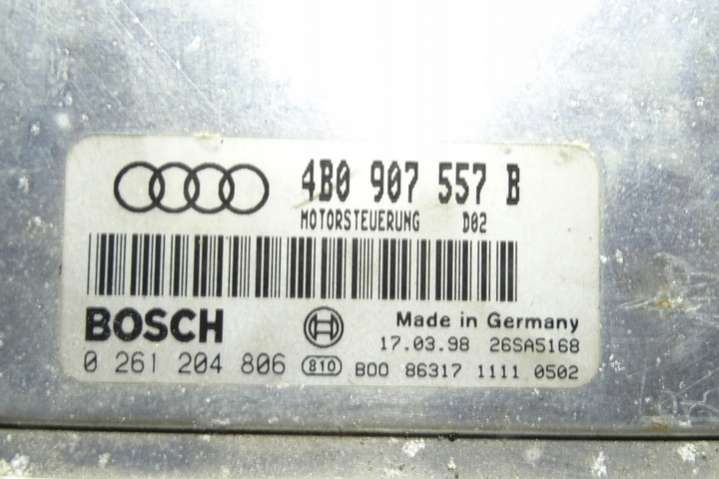 4B0 907 557 B
MOTORSTEUERUNG D02
BOSCH
Made in Germany
17.03.98 26SA5168
0 261 204 806 810 B00 86317 1111 0502